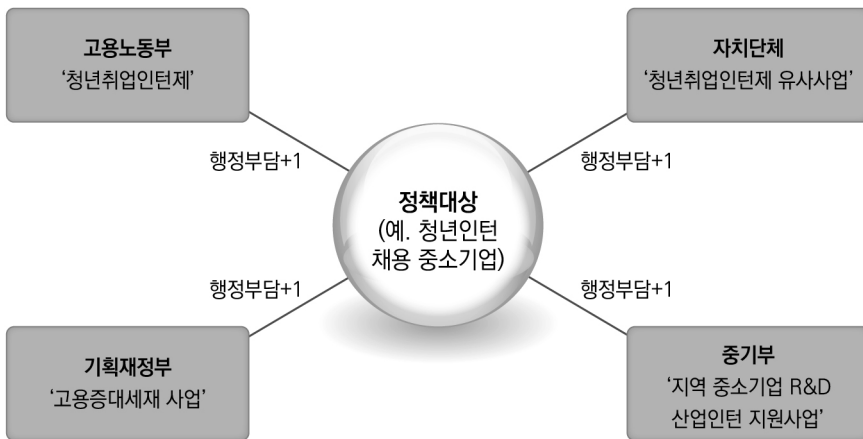 고용노동부
‘청년취업인턴제’
자치단체
‘청년취업인턴제 유사사업’
행정부담+1
행정부담+1
정책대상
(예. 청년인턴
채용 중소기업)
행정부담+1
행정부담+1
기획재정부
‘고용증대세재 사업’
중기부
‘지역 중소기업 R&D
산업인턴 지원사업’